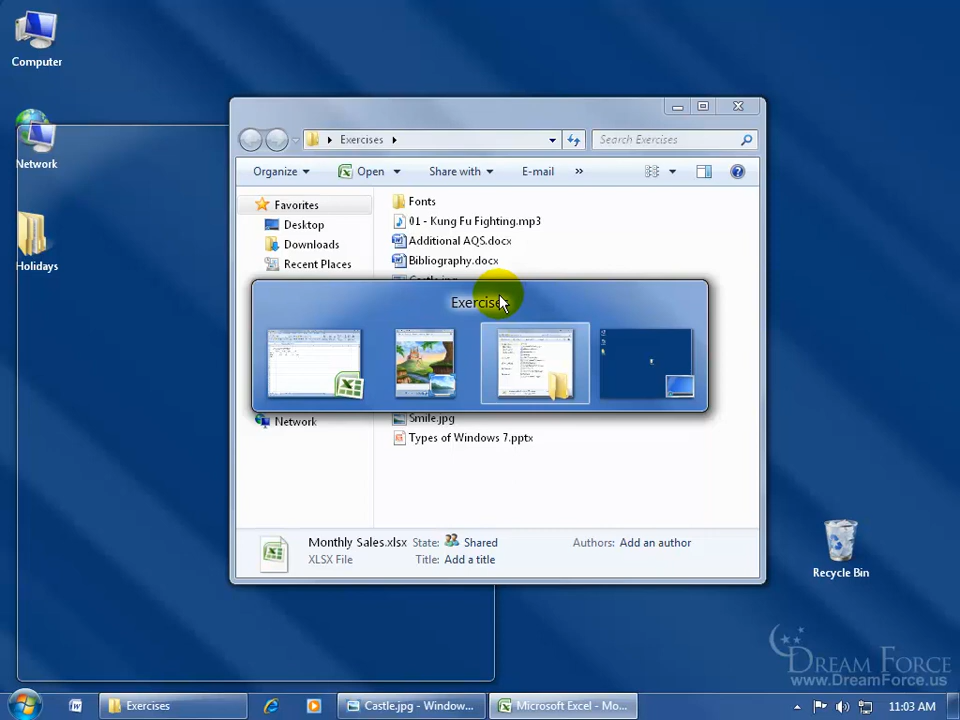 Computer
Network
Holidays
Exercises
Search Exercises
Organize
Open
Share with
E-mail
»
Favorites
Desktop
Downloads
Recent Places
Network
Fonts
01 - Kung Fu Fighting.mp3
Additional AQS.docx
Bibliography.docx
Castle.jpg
Exercises
Smile.jpg
Types of Windows 7.pptx
Monthly Sales.xlsx
State: Shared
Authors: Add an author
XLSX File
Title: Add a title
Recycle Bin
DREAM FORCE
www.DreamForce.us
Exercises
Castle.jpg - Window...
Microsoft Excel - Mo...
11:03 AM